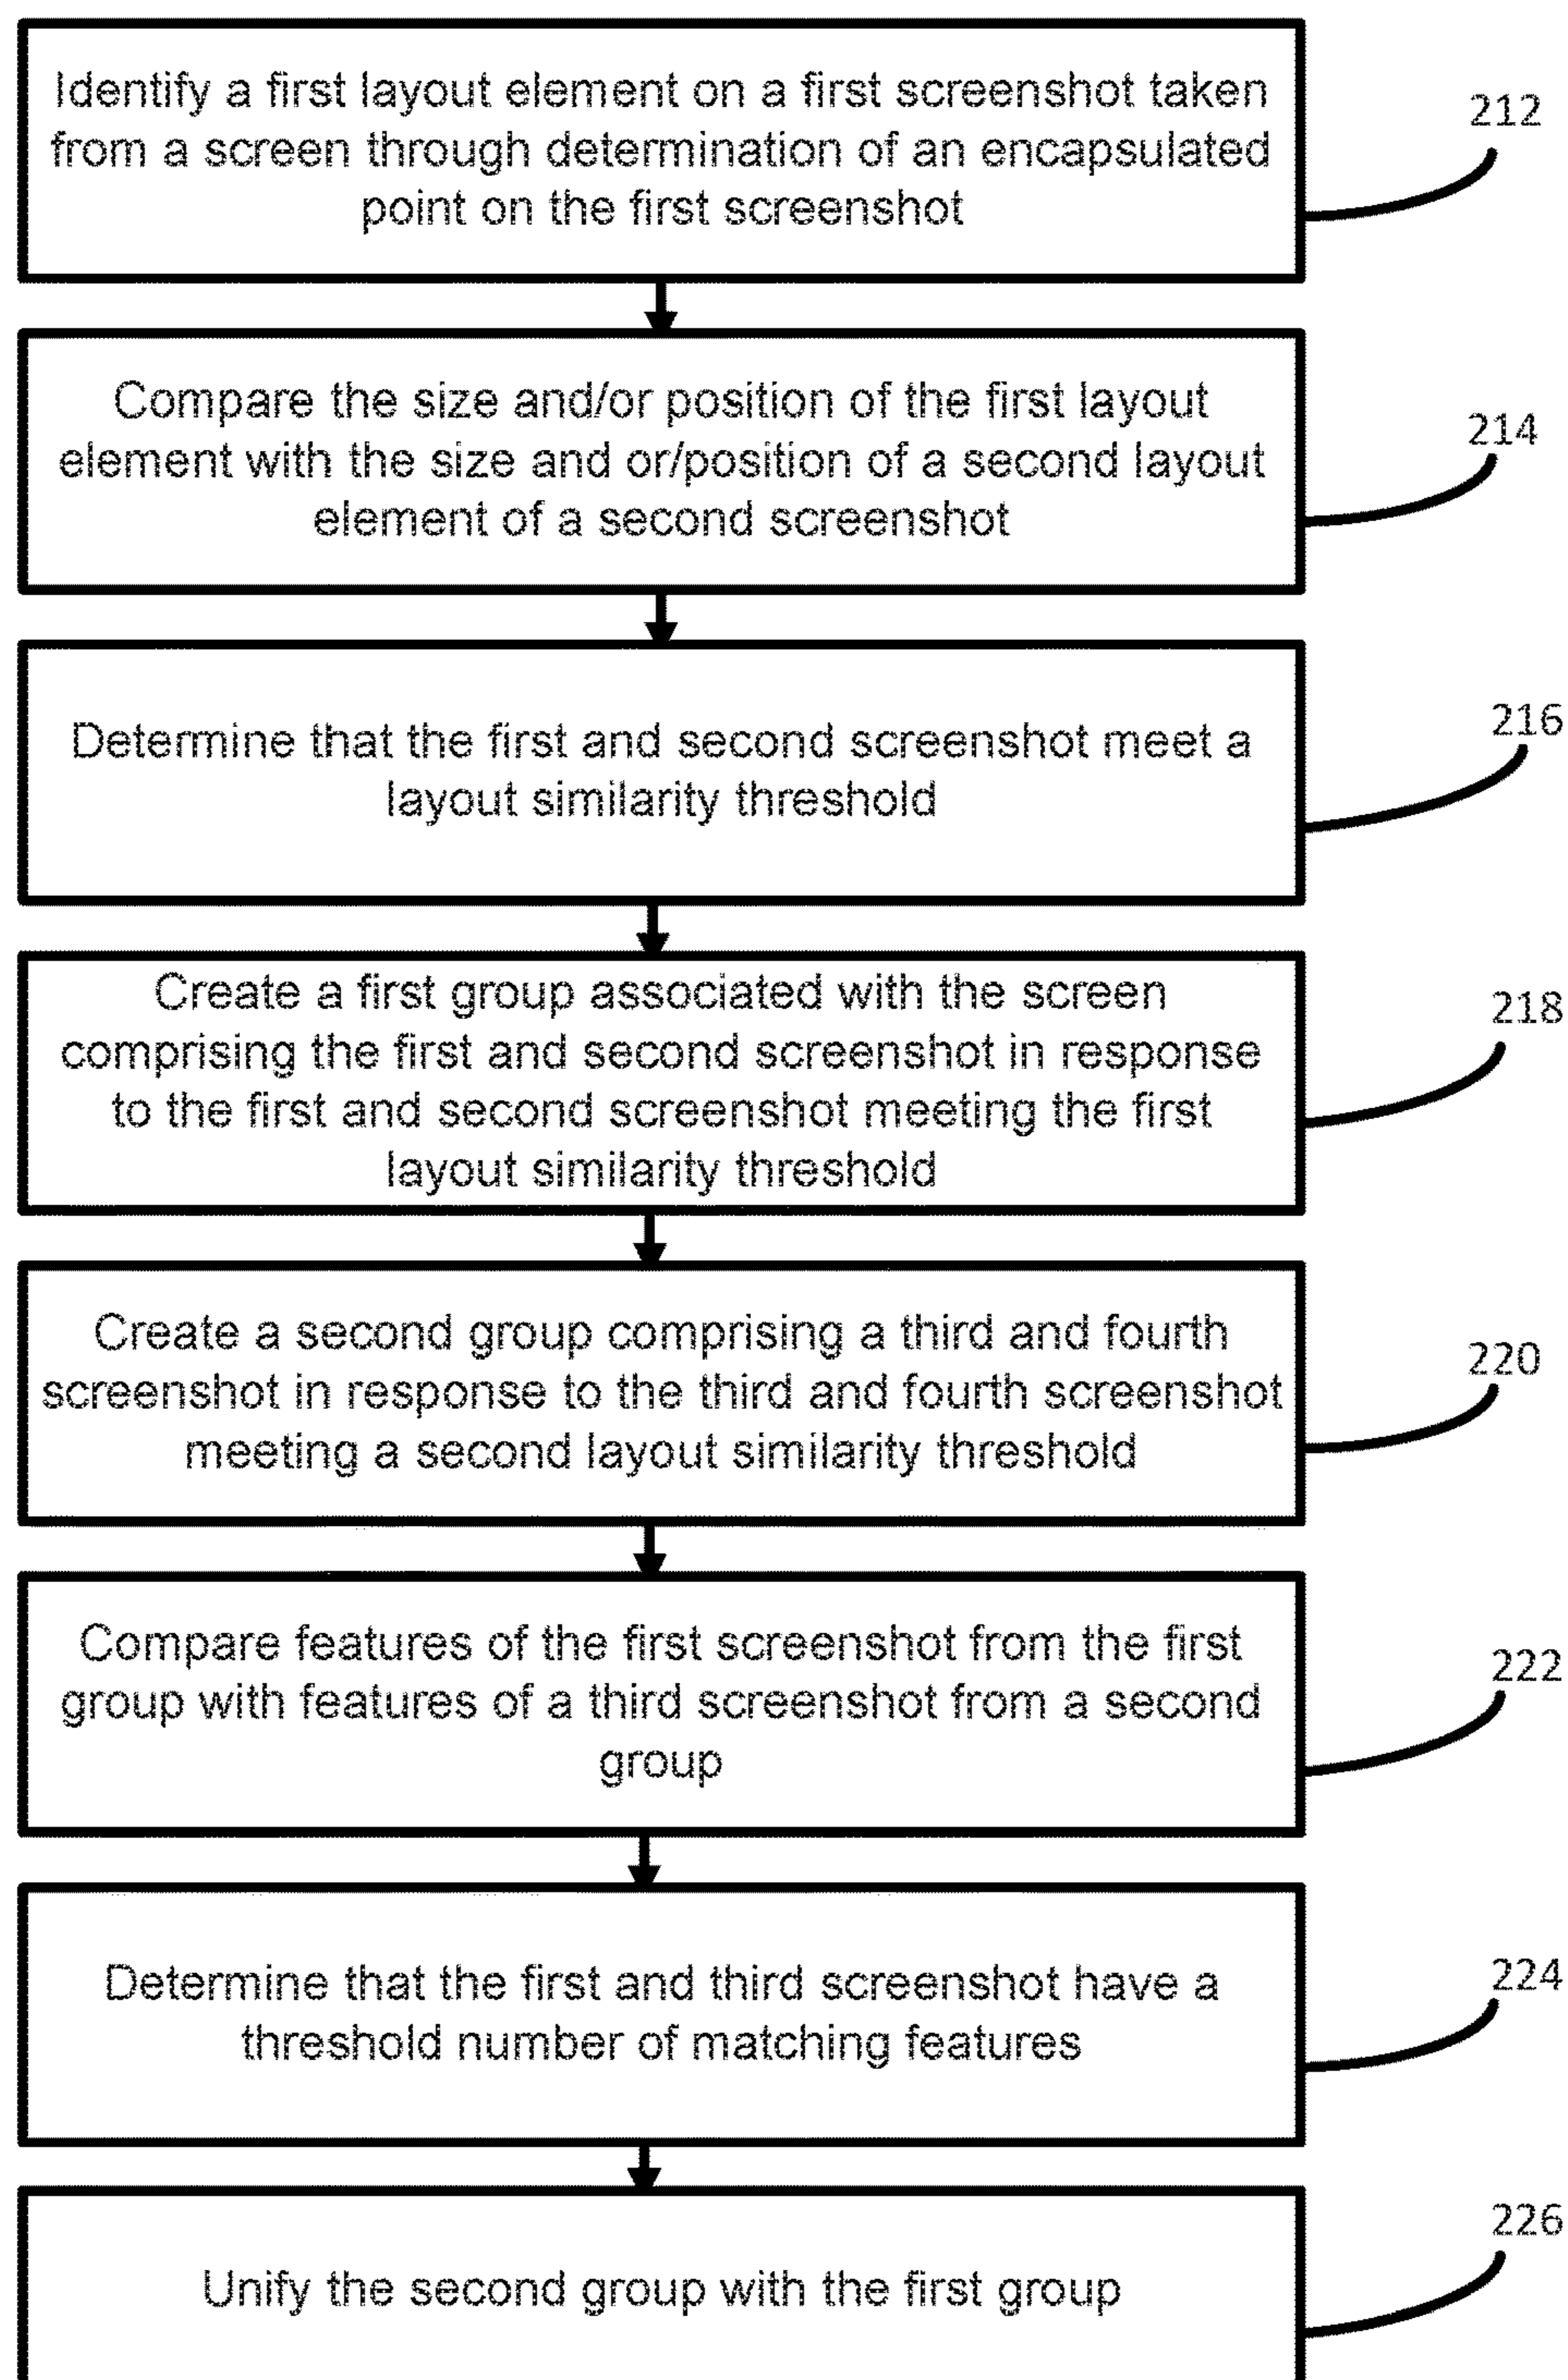 Identify a first layout element on a first screenshot taken
from a screen through determination of an encapsulated
point on the first screenshot
212
Compare the size and/or position of the first layout
element with the size and or/position of a second layout
element of a second screenshot
214
Determine that the first and second screenshot meet a
layout similarity threshold
216
Create a first group associated with the screen
comprising the first and second screenshot in response
to the first and second screenshot meeting the first
layout similarity threshold
218
Create a second group comprising a third and fourth
screenshot in response to the third and fourth screenshot
meeting a second layout similarity threshold
220
Compare features of the first screenshot from the first
group with features of a third screenshot from a second
group
222
Determine that the first and third screenshot have a
threshold number of matching features
224
Unify the second group with the first group
226